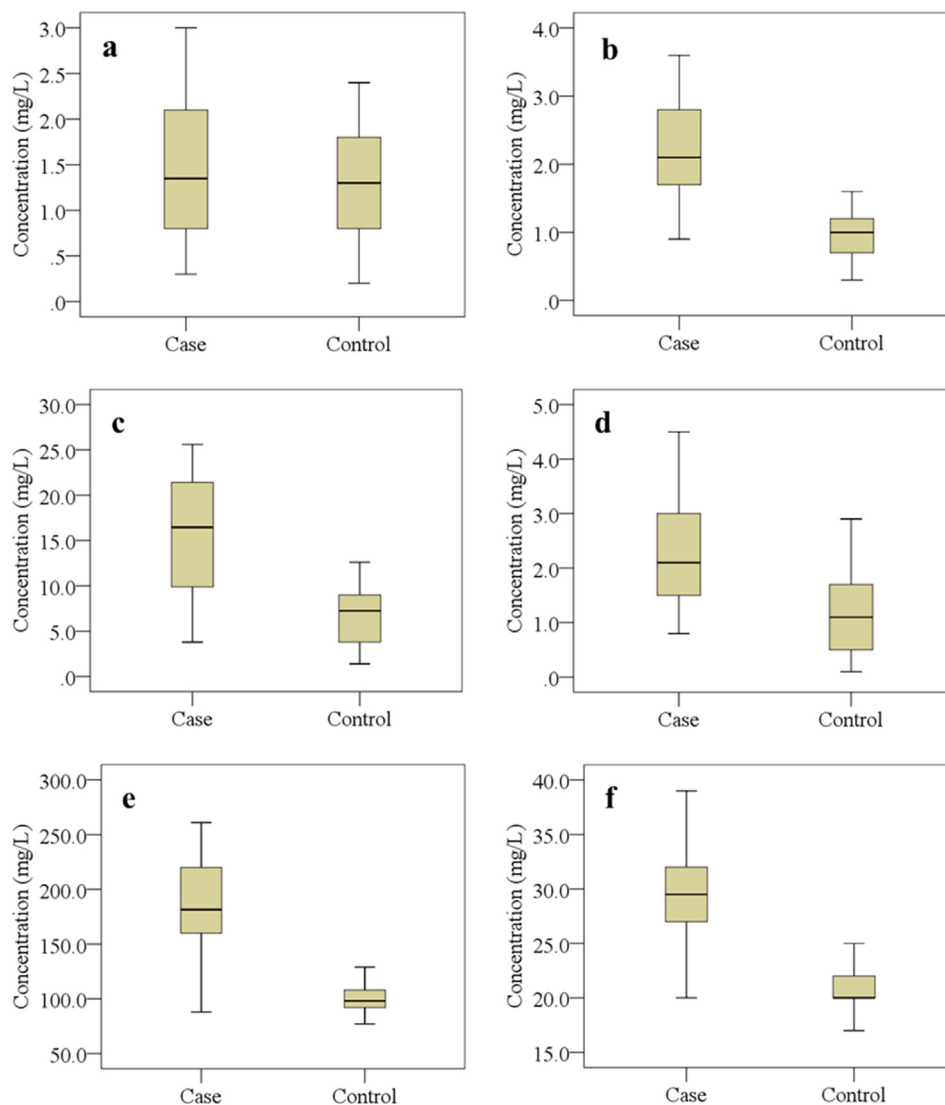 a
Concentration (mg/L)
3.0
2.5
2.0
1.5
1.0
.5
.0
Case Control
b
Concentration (mg/L)
4.0
3.0
2.0
1.0
.0
Case Control
c
Concentration (mg/L)
30.0
25.0
20.0
15.0
10.0
5.0
.0
Case Control
d
Concentration (mg/L)
5.0
4.0
3.0
2.0
1.0
.0
Case Control
e
Concentration (mg/L)
300.0
250.0
200.0
150.0
100.0
50.0
Case Control
f
Concentration (mg/L)
40.0
35.0
30.0
25.0
20.0
15.0
Case Control